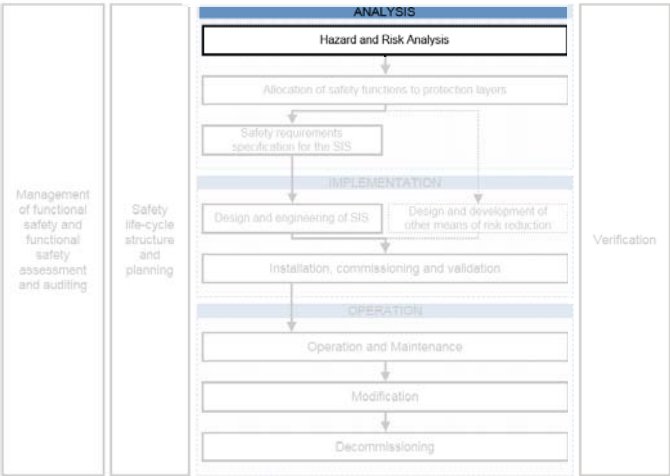 ANALYSIS
Hazard and Risk Analysis
Allocation of safety functions to protection layers
Safety requirements
specification for the SIS
IMPLEMENTATION
Management
of functional
safety and
functional
safety
assessment
and auditing
Safety
life-cycle
structure
and
planning
Design and engineering of SIS
Design and development of
other means of risk reduction
Verification
Installation, commissioning and validation
OPERATION
Operation and Maintenance
Modification
Decommissioning